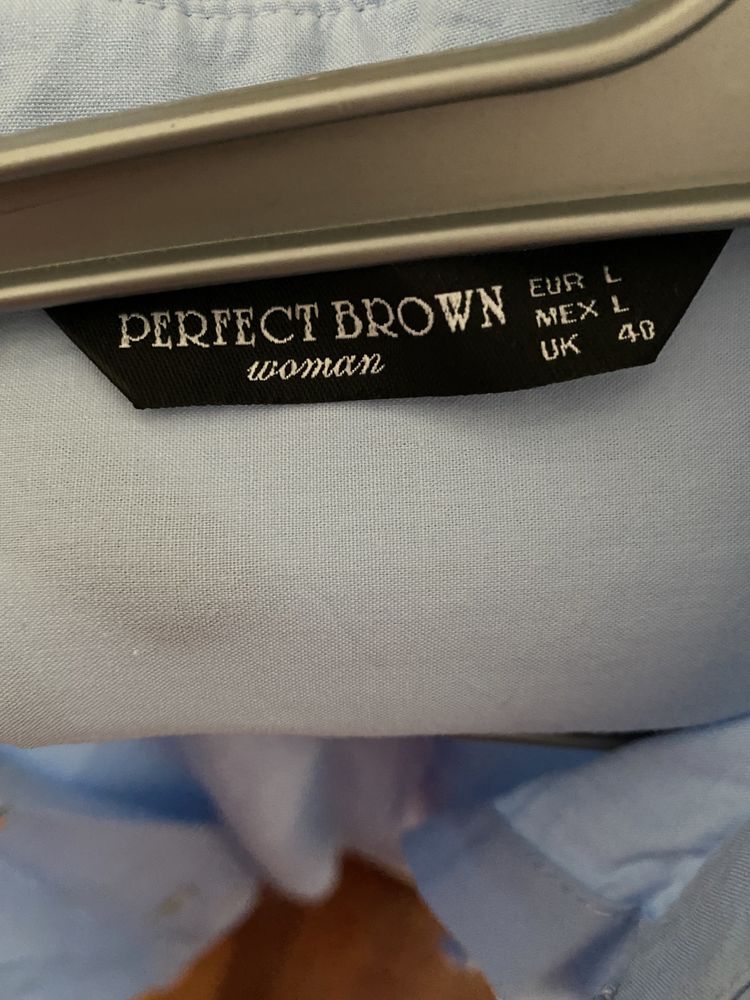 PERFECT BROWN
woman
EUR L
MEX L
UK 40